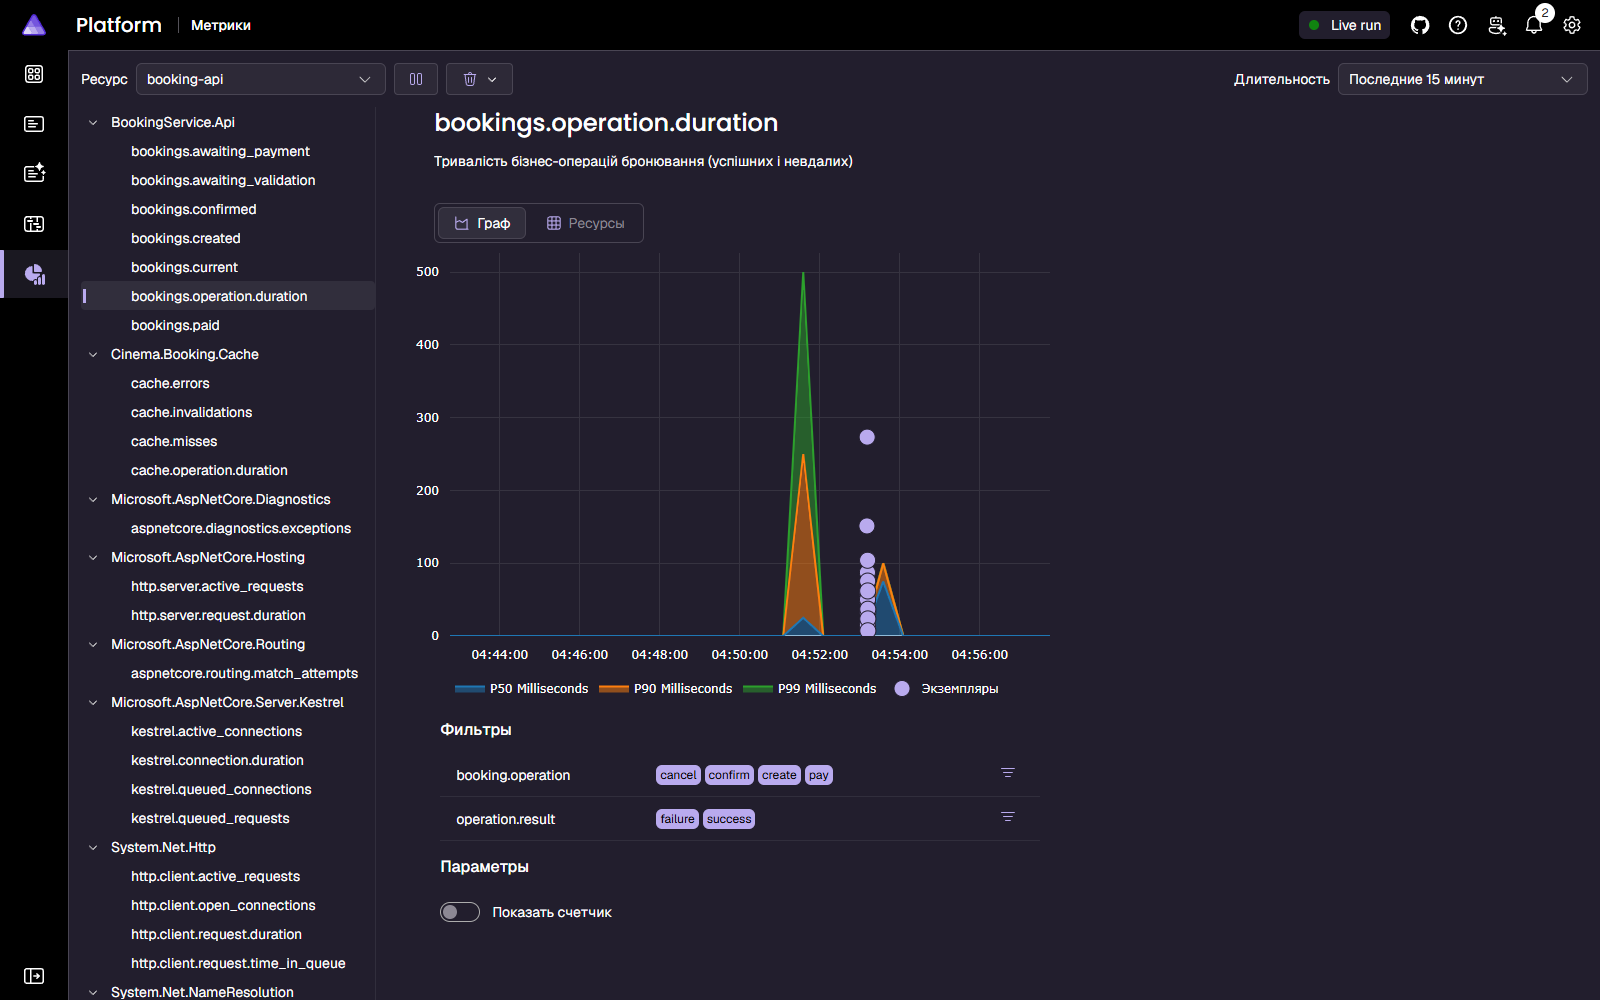 Platform
Метрики
Live run
2
Ресурс
booking-api
Длительность
Последние 15 минут
BookingService.Api
bookings.awaiting_payment
bookings.awaiting_validation
bookings.confirmed
bookings.created
bookings.current
bookings.operation.duration
bookings.paid
Cinema.Booking.Cache
cache.errors
cache.invalidations
cache.misses
cache.operation.duration
Microsoft.AspNetCore.Diagnostics
aspnetcore.diagnostics.exceptions
Microsoft.AspNetCore.Hosting
http.server.active_requests
http.server.request.duration
Microsoft.AspNetCore.Routing
aspnetcore.routing.match_attempts
Microsoft.AspNetCore.Server.Kestrel
kestrel.active_connections
kestrel.connection.duration
kestrel.queued_connections
kestrel.queued_requests
System.Net.Http
http.client.active_requests
http.client.open_connections
http.client.request.duration
http.client.request.time_in_queue
System.Net.NameResolution
bookings.operation.duration
Тривалість бізнес-операцій бронювання (успішних і невдалих)
Граф
Ресурсы
500
400
300
200
100
0
04:44:00 04:46:00 04:48:00 04:50:00 04:52:00 04:54:00 04:56:00
P50 Milliseconds P90 Milliseconds P99 Milliseconds Экземпляры
Фильтры
booking.operation cancel confirm create pay
operation.result failure success
Параметры
Показать счетчик